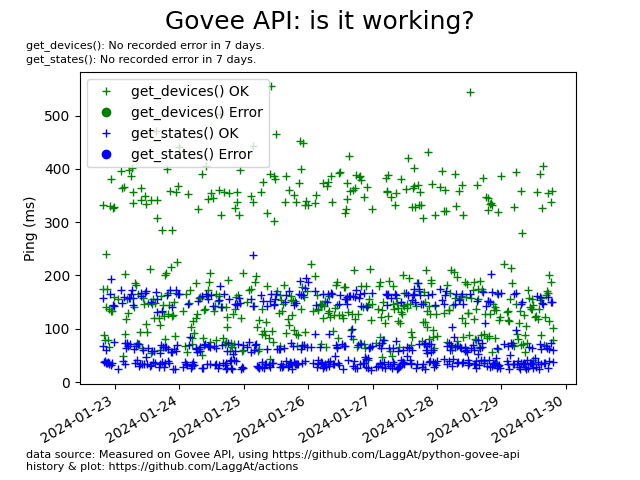 Govee API: is it working?
get_devices(): No recorded error in 7 days.
get_states(): No recorded error in 7 days.
get_devices() OK
get_devices() Error
get_states() OK
get_states() Error
Ping (ms)
500
400
300
200
100
0
2024-01-23
2024-01-24
2024-01-25
2024-01-26
2024-01-27
2024-01-28
2024-01-29
2024-01-30
data source: Measured on Govee API, using https://github.com/LaggAt/python-govee-api
history & plot: https://github.com/LaggAt/actions